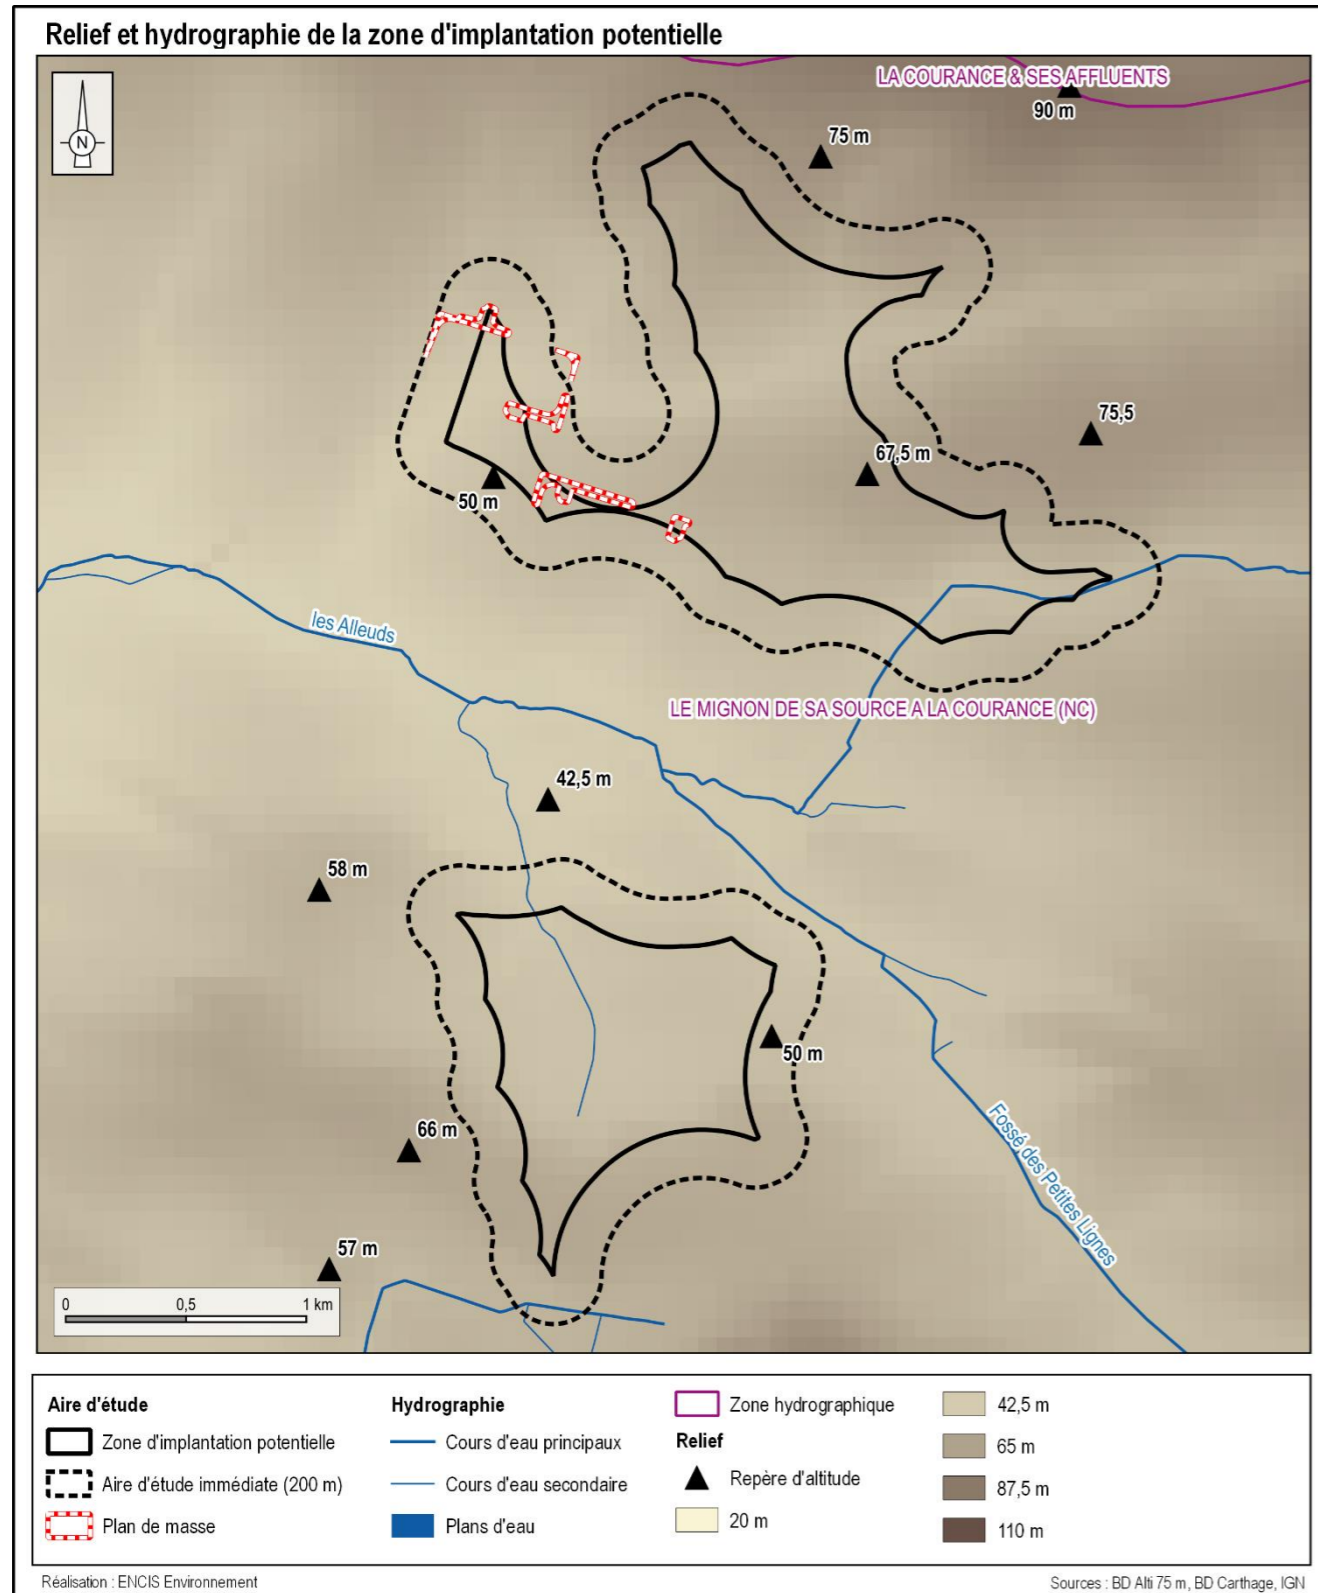 Relief et hydrographie de la zone d'implantation potentielle
N
LA COURANCE & SES AFFLUENTS
90 m
75 m
75,5
67,5 m
50 m
les Alleuds
LE MIGNON DE SA SOURCE A LA COURANCE (NC)
42,5 m
58 m
50 m
66 m
Fossé des Petites Lignes
57 m
0 0,5 1 km
Aire d'étude
Zone d'implantation potentielle
Aire d'étude immédiate (200 m)
Plan de masse
Hydrographie
Cours d'eau principaux
Cours d'eau secondaire
Plans d'eau
Zone hydrographique
Relief
Repère d'altitude
20 m
42,5 m
65 m
87,5 m
110 m
Réalisation : ENCIS Environnement
Sources : BD Alti 75 m, BD Carthage, IGN